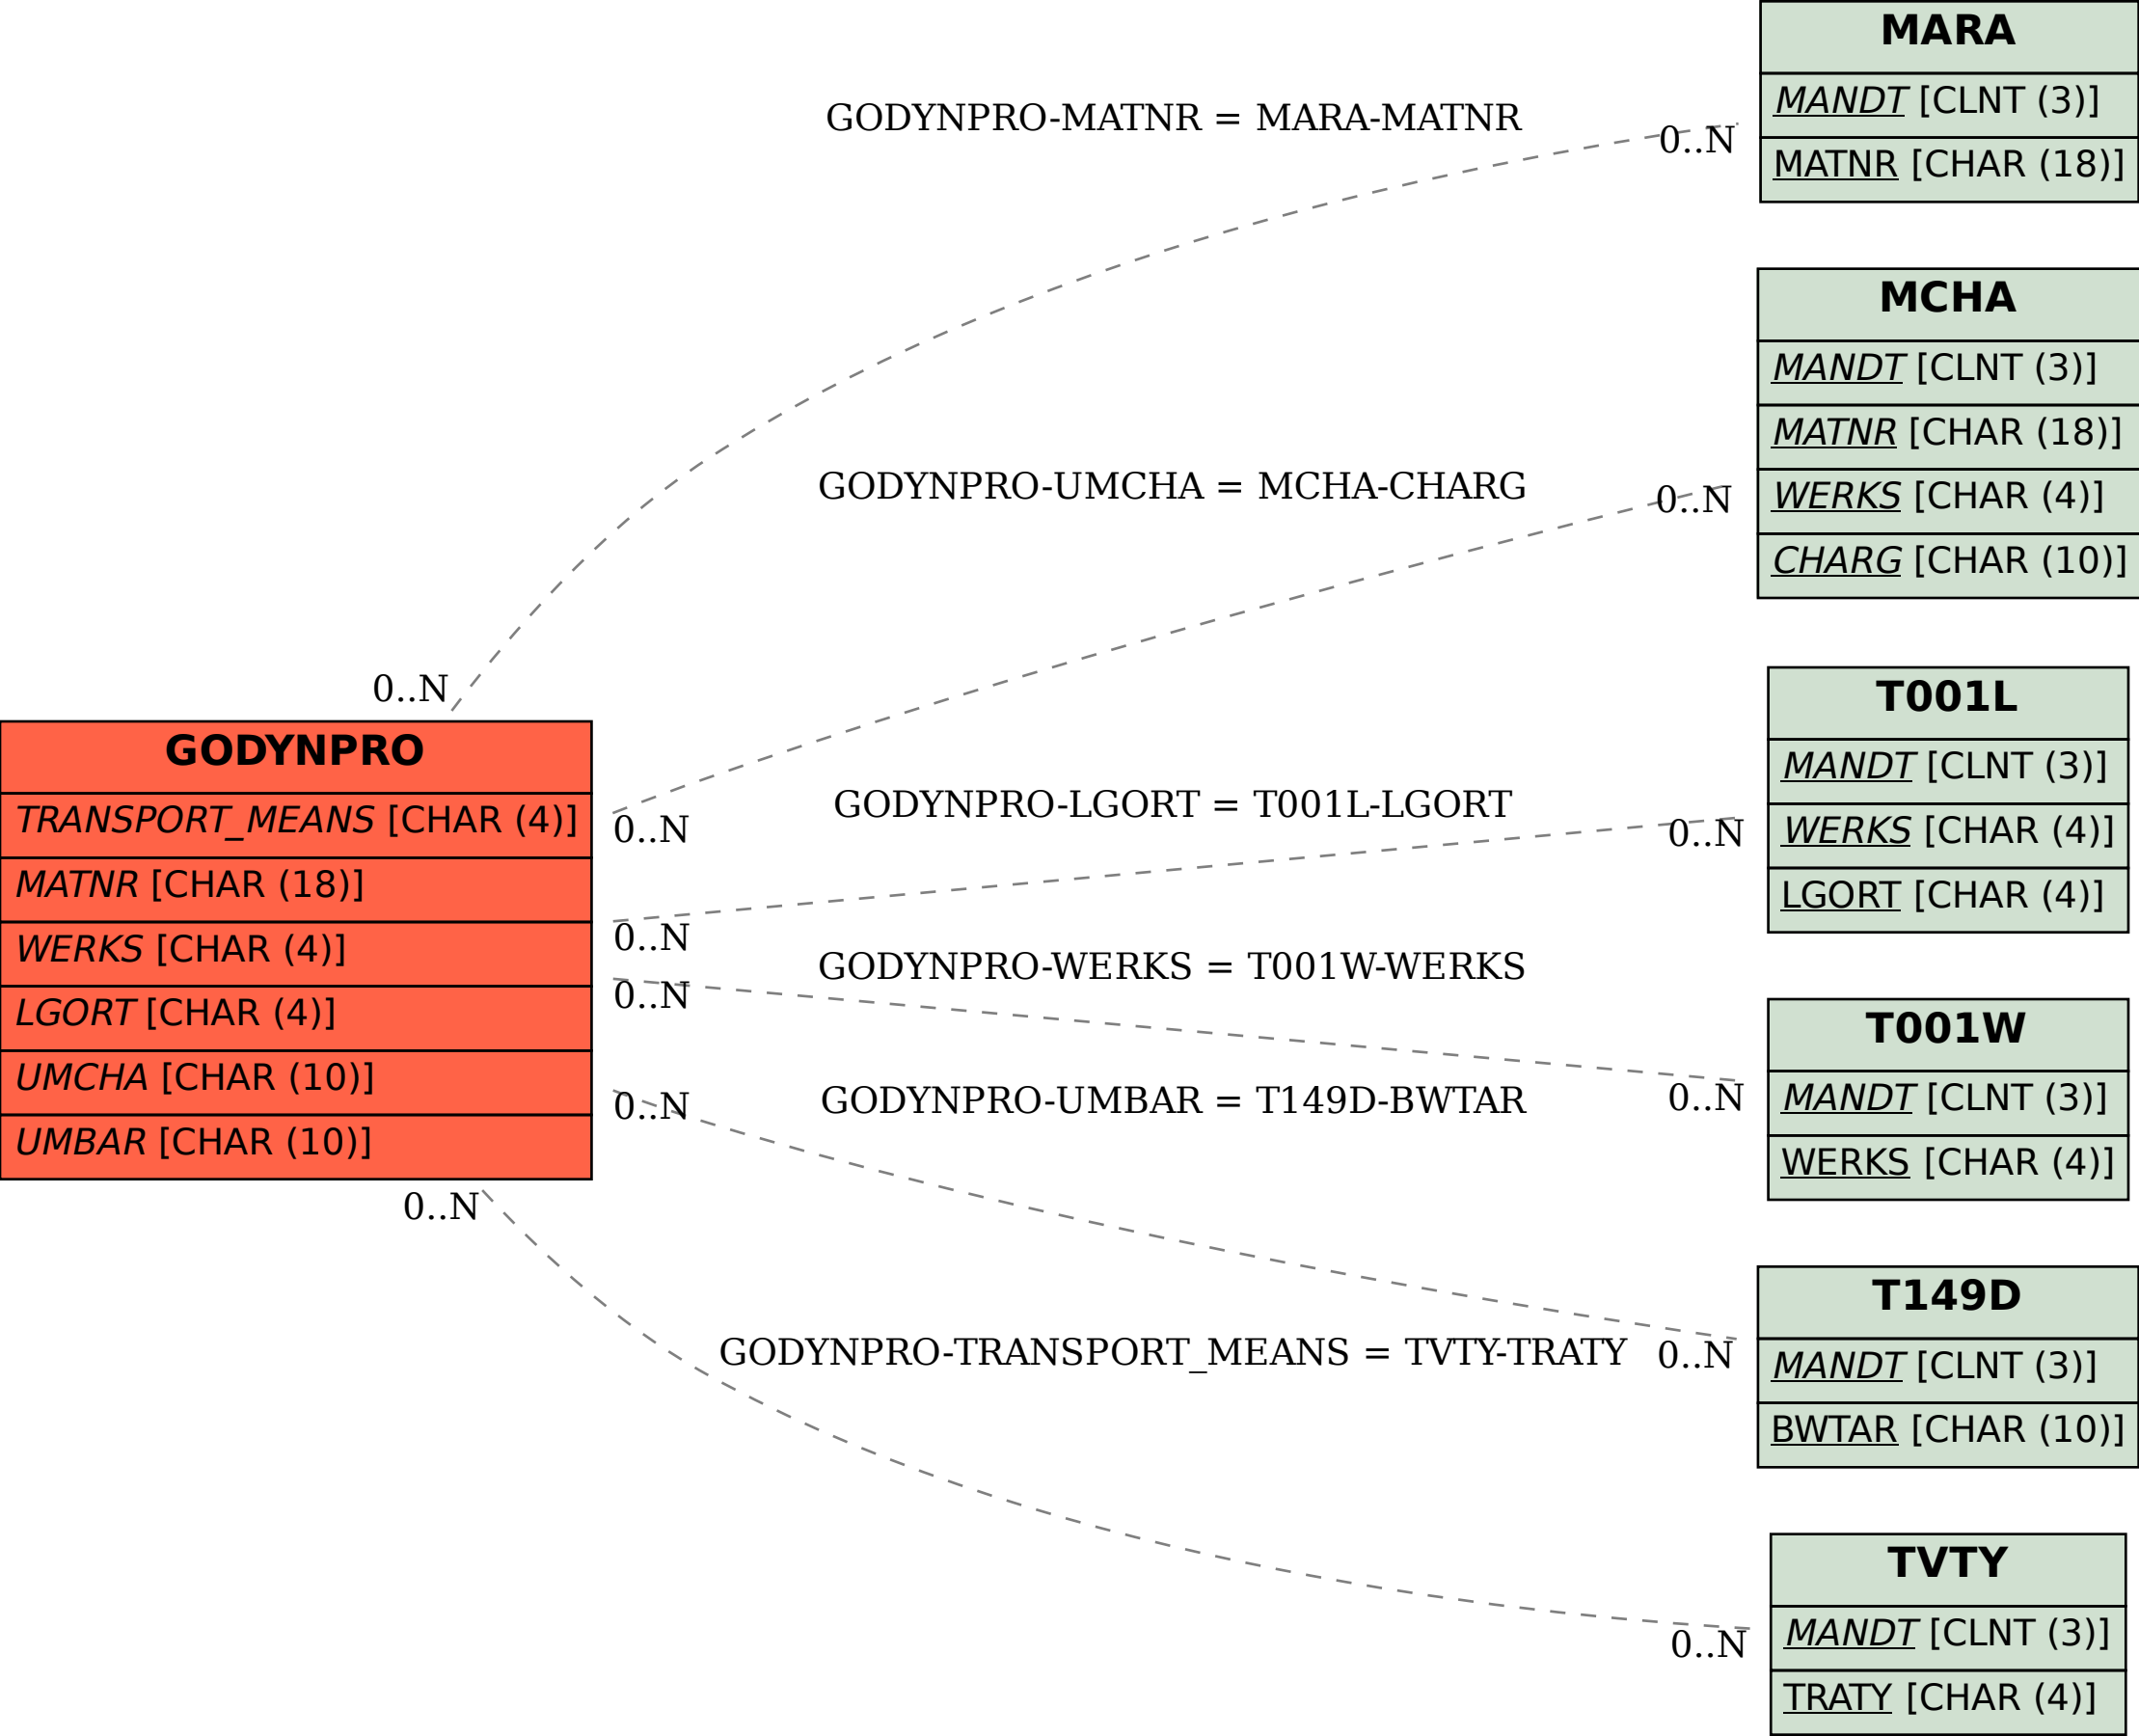 MARA
MANDT [CLNT (3)]
MATNR [CHAR (18)]
GODYNPRO-MATNR = MARA-MATNR
0..N
0..N
MCHA
MANDT [CLNT (3)]
MATNR [CHAR (18)]
WERKS [CHAR (4)]
CHARG [CHAR (10)]
GODYNPRO-UMCHA = MCHA-CHARG
0..N
0..N
GODYNPRO
TRANSPORT_MEANS [CHAR (4)]
MATNR [CHAR (18)]
WERKS [CHAR (4)]
LGORT [CHAR (4)]
UMCHA [CHAR (10)]
UMBAR [CHAR (10)]
T001L
MANDT [CLNT (3)]
WERKS [CHAR (4)]
LGORT [CHAR (4)]
GODYNPRO-LGORT = T001L-LGORT
0..N
0..N
GODYNPRO-WERKS = T001W-WERKS
0..N
0..N
T001W
MANDT [CLNT (3)]
WERKS [CHAR (4)]
GODYNPRO-UMBAR = T149D-BWTAR
0..N
0..N
T149D
MANDT [CLNT (3)]
BWTAR [CHAR (10)]
GODYNPRO-TRANSPORT_MEANS = TVTY-TRATY
0..N
0..N
TVTY
MANDT [CLNT (3)]
TRATY [CHAR (4)]